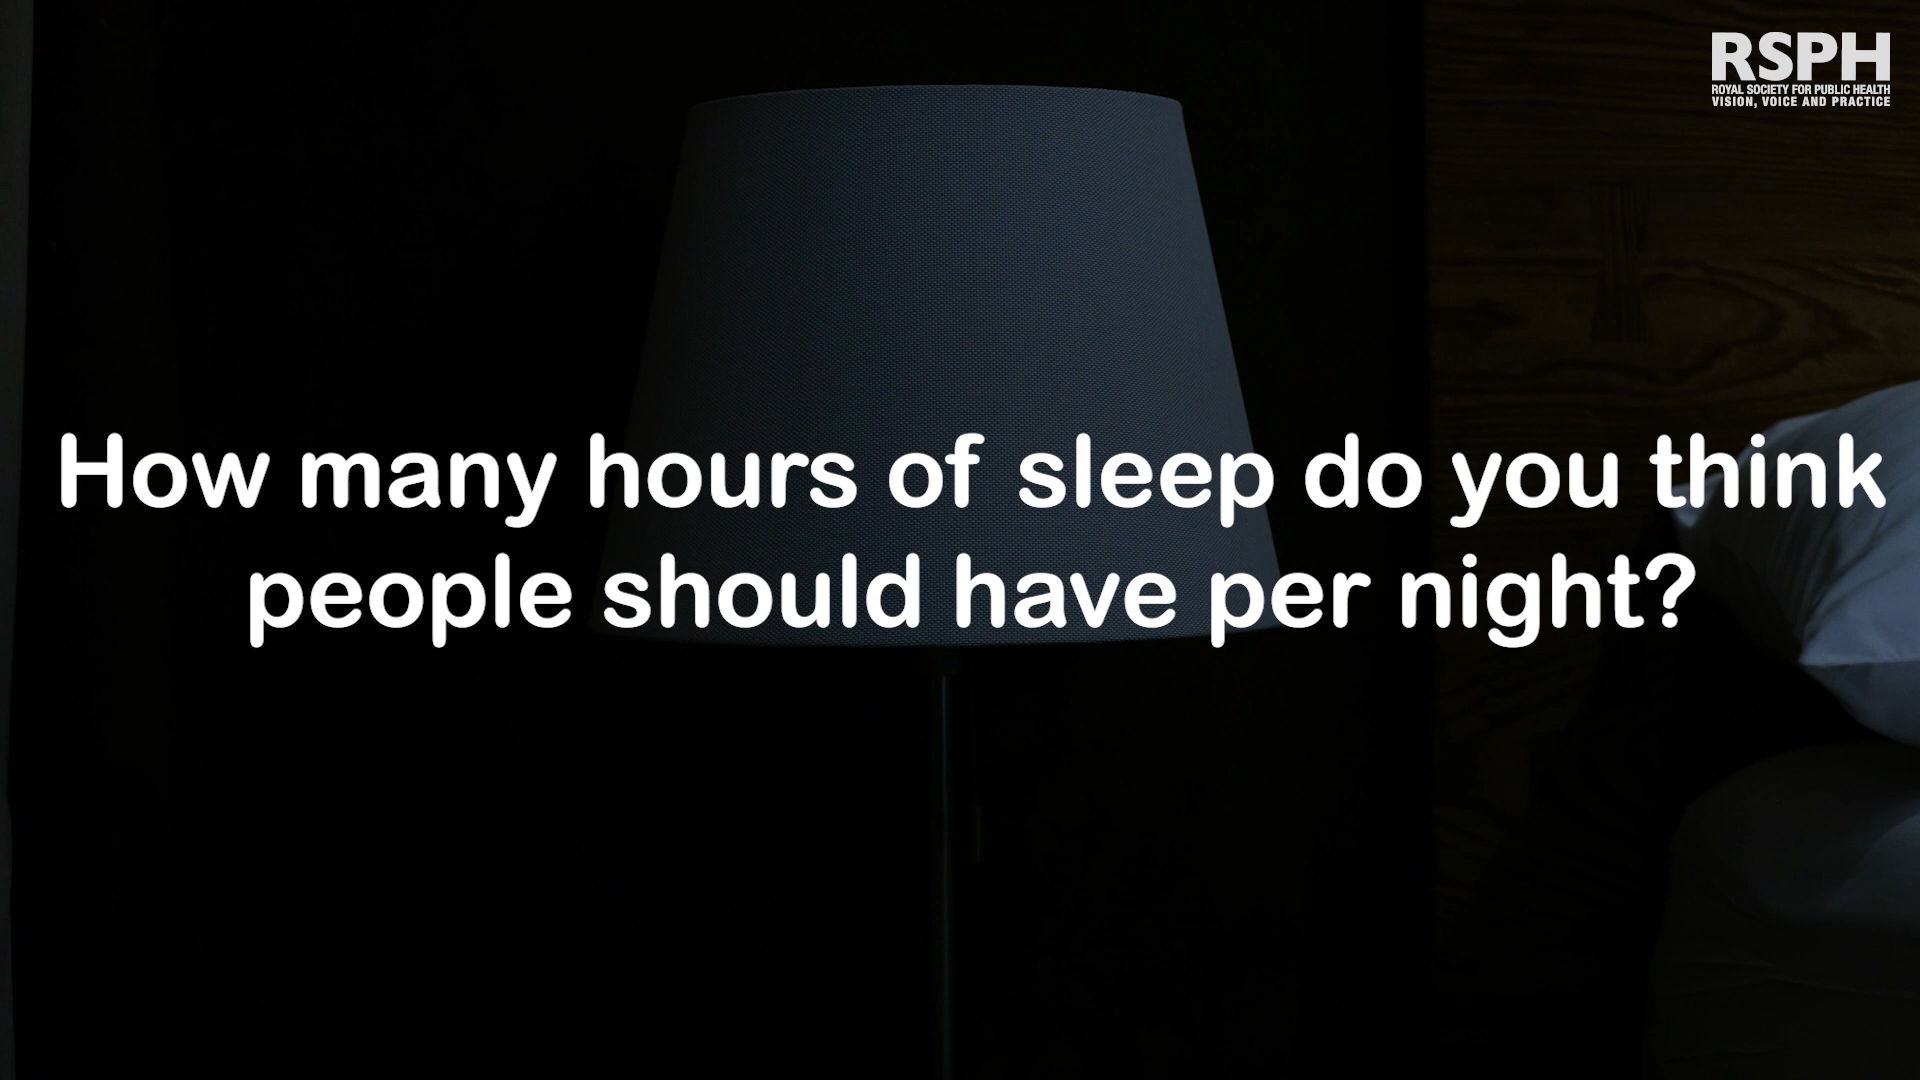 RSPH
ROYAL SOCIETY FOR PUBLIC HEALTH
VISION, VOICE AND PRACTICE
How many hours of sleep do you think
people should have per night?